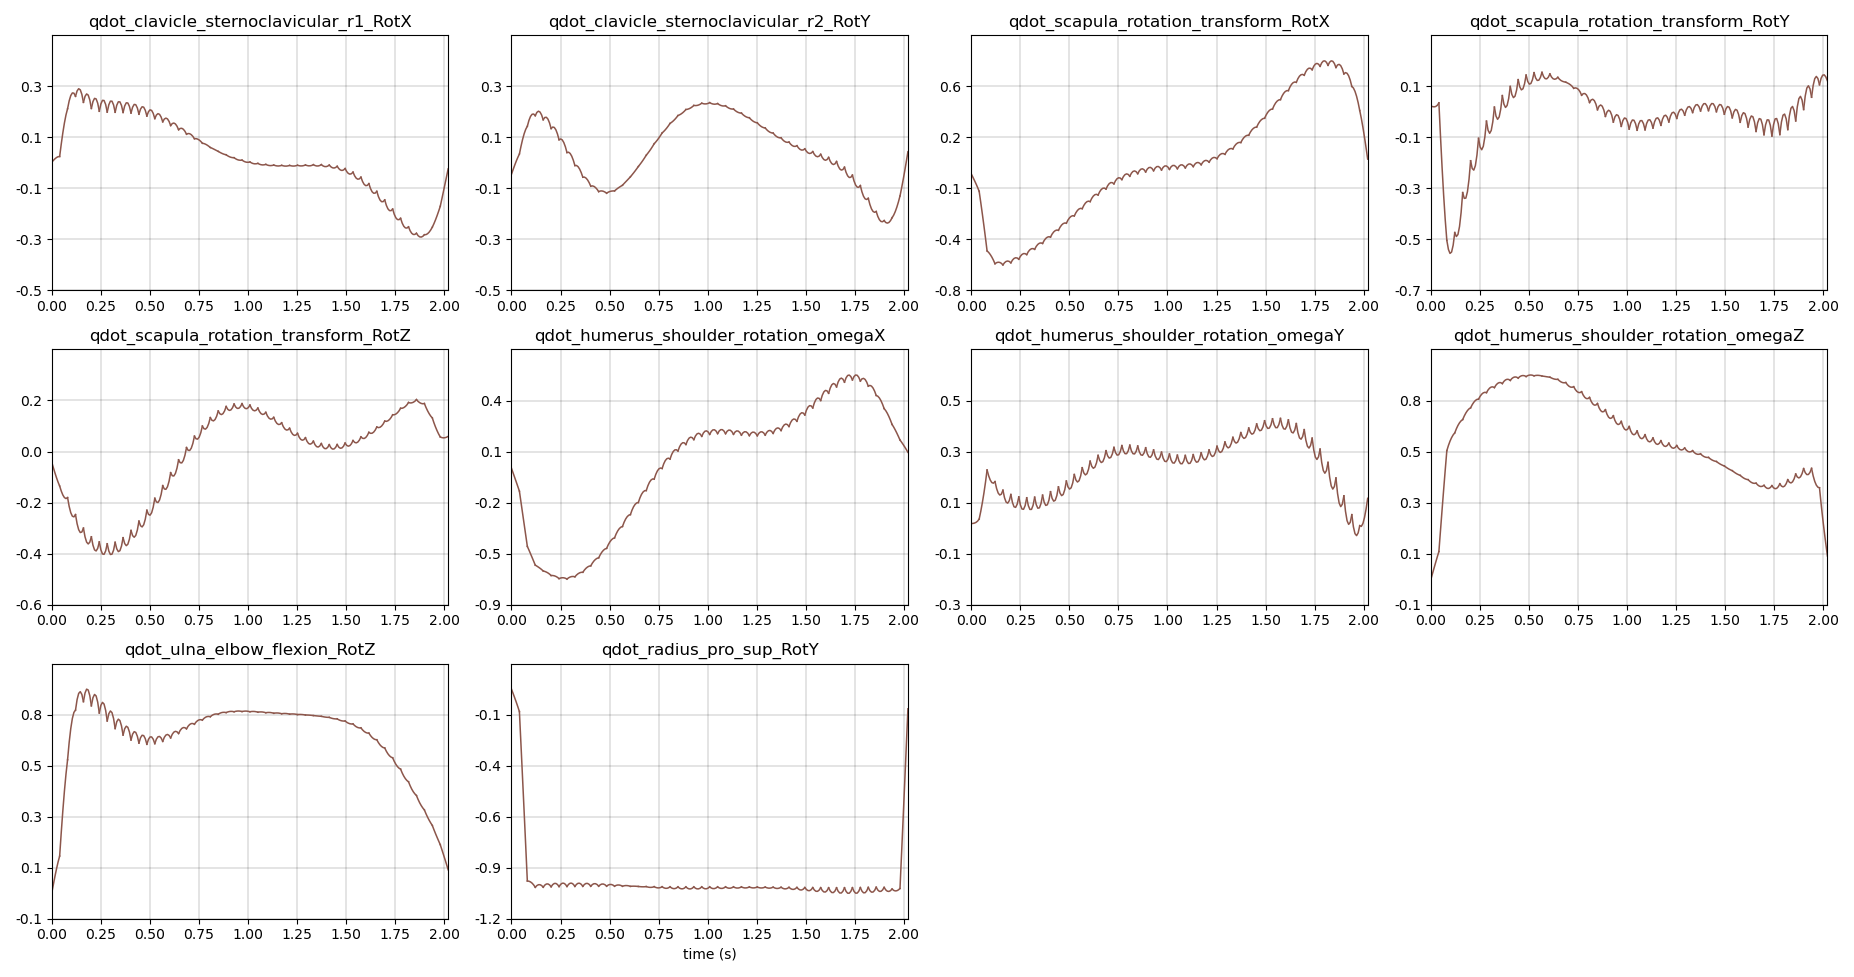 qdot_clavicle_sternoclavicular_r1_RotX
0.3
0.1
-0.1
-0.3
-0.5
0.00 0.25 0.50 0.75 1.00 1.25 1.50 1.75 2.00
qdot_clavicle_sternoclavicular_r2_RotY
0.3
0.1
-0.1
-0.3
-0.5
0.00 0.25 0.50 0.75 1.00 1.25 1.50 1.75 2.00
qdot_scapula_rotation_transform_RotX
0.6
0.2
-0.1
-0.4
-0.8
0.00 0.25 0.50 0.75 1.00 1.25 1.50 1.75 2.00
qdot_scapula_rotation_transform_RotY
0.1
-0.1
-0.3
-0.5
-0.7
0.00 0.25 0.50 0.75 1.00 1.25 1.50 1.75 2.00
qdot_scapula_rotation_transform_RotZ
0.2
0.0
-0.2
-0.4
-0.6
0.00 0.25 0.50 0.75 1.00 1.25 1.50 1.75 2.00
qdot_humerus_shoulder_rotation_omegaX
0.4
0.1
-0.2
-0.5
-0.9
0.00 0.25 0.50 0.75 1.00 1.25 1.50 1.75 2.00
qdot_humerus_shoulder_rotation_omegaY
0.5
0.3
0.1
-0.1
-0.3
0.00 0.25 0.50 0.75 1.00 1.25 1.50 1.75 2.00
qdot_humerus_shoulder_rotation_omegaZ
0.8
0.5
0.3
0.1
-0.1
0.00 0.25 0.50 0.75 1.00 1.25 1.50 1.75 2.00
qdot_ulna_elbow_flexion_RotZ
0.8
0.5
0.3
0.1
-0.1
0.00 0.25 0.50 0.75 1.00 1.25 1.50 1.75 2.00
qdot_radius_pro_sup_RotY
-0.1
-0.4
-0.6
-0.9
-1.2
0.00 0.25 0.50 0.75 1.00 1.25 1.50 1.75 2.00
time (s)